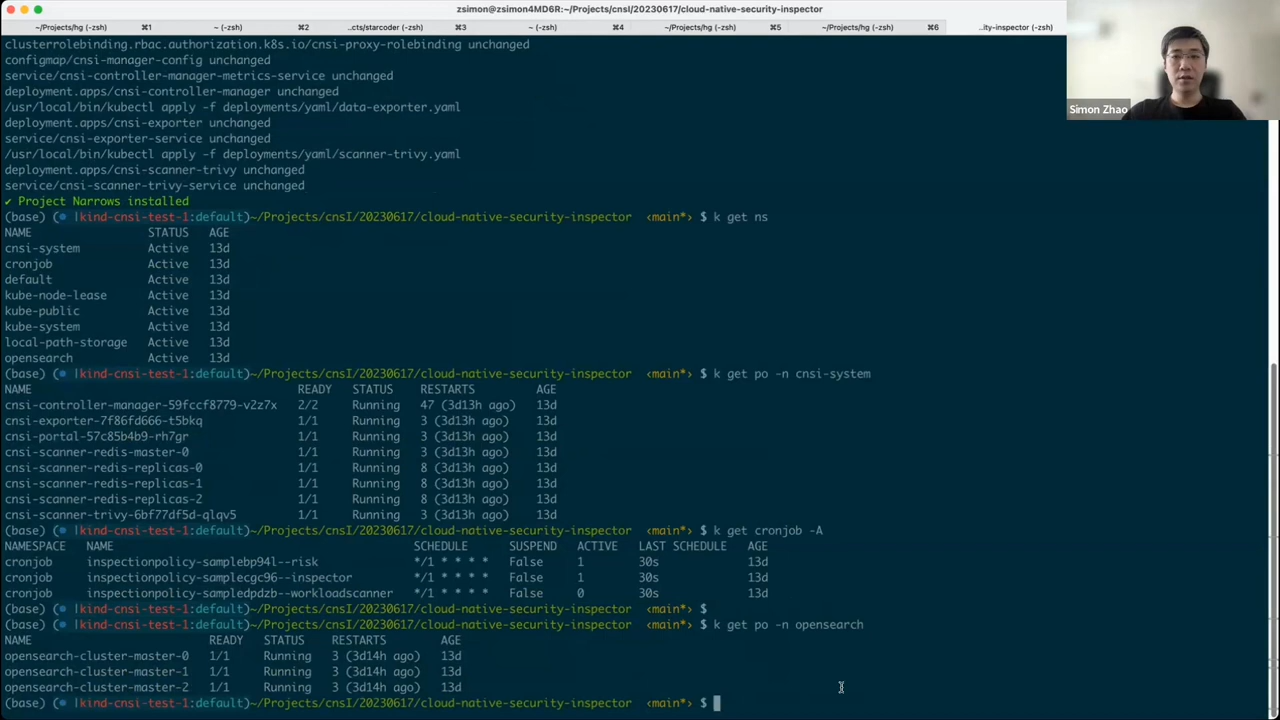 zsimon@zsimon4MD6R:~/Projects/cnsI/20230617/cloud-native-security-inspector
~/Projects/hg (-zsh) ⌘1 ~ (-zsh) ⌘2 ...cts/starcoder (-zsh) ⌘3 ~ (-zsh) ⌘4 ~/Projects/hg (-zsh) ⌘5 ~/Projects/hg (-zsh) ⌘6 ...ity-inspector (-zsh)
clusterrolebinding.rbac.authorization.k8s.io/cnsi-proxy-rolebinding unchanged
configmap/cnsi-manager-config unchanged
service/cnsi-controller-manager-metrics-service unchanged
deployment.apps/cnsi-controller-manager unchanged
/usr/local/bin/kubectl apply -f deployments/yaml/data-exporter.yaml
deployment.apps/cnsi-exporter unchanged
service/cnsi-exporter-service unchanged
/usr/local/bin/kubectl apply -f deployments/yaml/scanner-trivy.yaml
deployment.apps/cnsi-scanner-trivy unchanged
service/cnsi-scanner-trivy-service unchanged
✔ Project Narrows installed
(base) (● |kind-cnsi-test-1:default)~/Projects/cnsI/20230617/cloud-native-security-inspector ‹main*› $ k get ns
NAME STATUS AGE
cnsi-system Active 13d
cronjob Active 13d
default Active 13d
kube-node-lease Active 13d
kube-public Active 13d
kube-system Active 13d
local-path-storage Active 13d
opensearch Active 13d
(base) (● |kind-cnsi-test-1:default)~/Projects/cnsI/20230617/cloud-native-security-inspector ‹main*› $ k get po -n cnsi-system
NAME READY STATUS RESTARTS AGE
cnsi-controller-manager-59fccf8779-v2z7x 2/2 Running 47 (3d13h ago) 13d
cnsi-exporter-7f86fd666-t5bkq 1/1 Running 3 (3d13h ago) 13d
cnsi-portal-57c85b4b9-rh7gr 1/1 Running 3 (3d13h ago) 13d
cnsi-scanner-redis-master-0 1/1 Running 3 (3d13h ago) 13d
cnsi-scanner-redis-replicas-0 1/1 Running 8 (3d13h ago) 13d
cnsi-scanner-redis-replicas-1 1/1 Running 8 (3d13h ago) 13d
cnsi-scanner-redis-replicas-2 1/1 Running 8 (3d13h ago) 13d
cnsi-scanner-trivy-6bf77df5d-qlqv5 1/1 Running 3 (3d13h ago) 13d
(base) (● |kind-cnsi-test-1:default)~/Projects/cnsI/20230617/cloud-native-security-inspector ‹main*› $ k get cronjob -A
NAMESPACE NAME SCHEDULE SUSPEND ACTIVE LAST SCHEDULE AGE
cronjob inspectionpolicy-samplebp94l--risk */1 * * * * False 1 30s 13d
cronjob inspectionpolicy-samplecgc96--inspector */1 * * * * False 1 30s 13d
cronjob inspectionpolicy-sampledpdzb--workloadscanner */1 * * * * False 0 30s 13d
(base) (● |kind-cnsi-test-1:default)~/Projects/cnsI/20230617/cloud-native-security-inspector ‹main*› $
(base) (● |kind-cnsi-test-1:default)~/Projects/cnsI/20230617/cloud-native-security-inspector ‹main*› $ k get po -n opensearch
NAME READY STATUS RESTARTS AGE
opensearch-cluster-master-0 1/1 Running 3 (3d14h ago) 13d
opensearch-cluster-master-1 1/1 Running 3 (3d14h ago) 13d
opensearch-cluster-master-2 1/1 Running 3 (3d14h ago) 13d
(base) (● |kind-cnsi-test-1:default)~/Projects/cnsI/20230617/cloud-native-security-inspector ‹main*› $
Simon Zhao